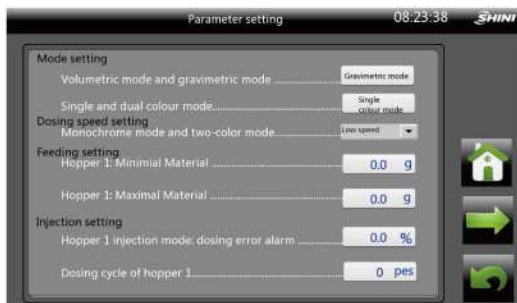 Parameter setting 08:23:38 SHINI
Mode setting
Volumetric mode and gravimetric mode Gravimetric mode
Single and dual colour mode Single colour mode
Dosing speed setting
Monochrome mode and two-color mode Low speed
Feeding setting
Hopper 1: Minimial Material 0.0 g
Hopper 1: Maximal Material 0.0 g
Injection setting
Hopper 1 injection mode: dosing error alarm 0.0 %
Dosing cycle of hopper 1 0 pes